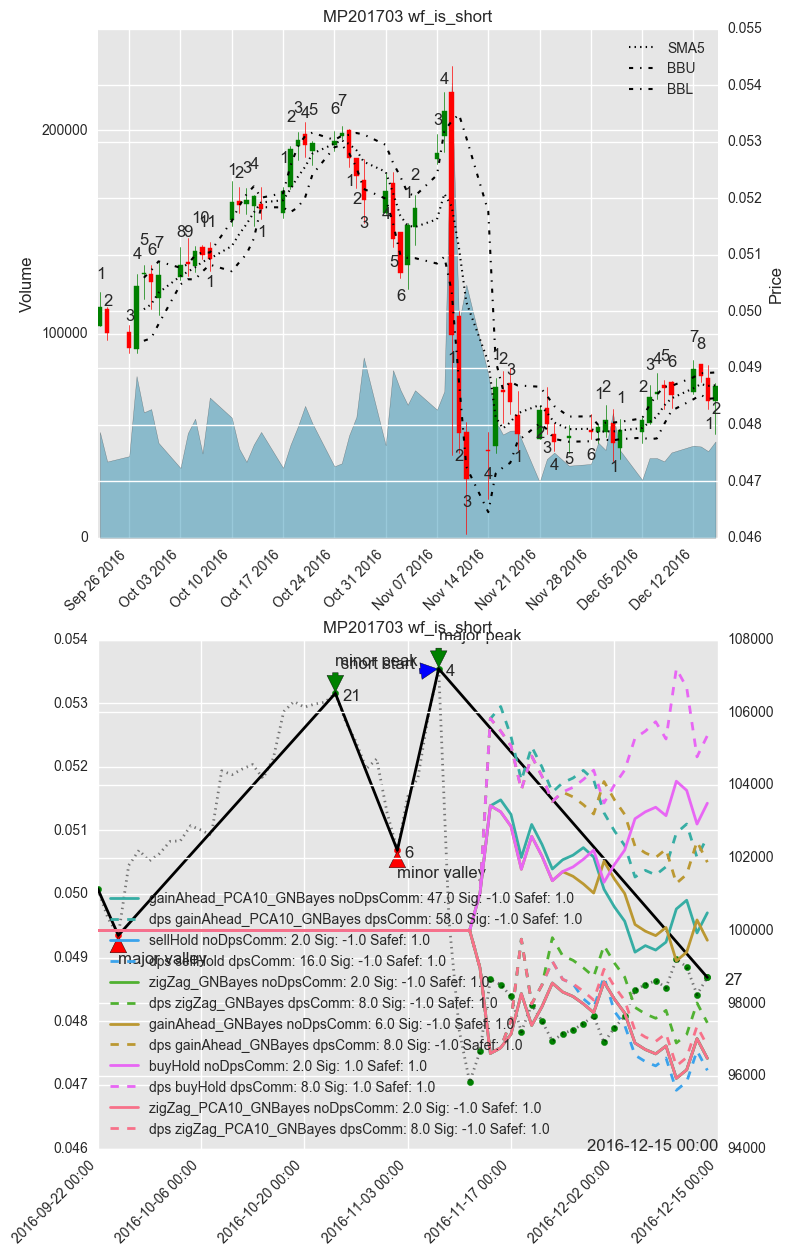 MP201703 wf_is_short
SMA5
BBU
BBL
Volume
Price
200000
100000
0
0.055
0.054
0.053
0.052
0.051
0.050
0.049
0.048
0.047
0.046
Sep 26 2016
Oct 03 2016
Oct 10 2016
Oct 17 2016
Oct 24 2016
Oct 31 2016
Nov 07 2016
Nov 14 2016
Nov 21 2016
Nov 28 2016
Dec 05 2016
Dec 12 2016
MP201703 wf_is_short
major peak
minor peak
short start
4
21
6
minor valley
major valley
27
0.054
0.053
0.052
0.051
0.050
0.049
0.048
0.047
0.046
108000
106000
104000
102000
100000
98000
96000
94000
gainAhead_PCA10_GNBayes noDpsComm: 47.0 Sig: -1.0 Safef: 1.0
dps gainAhead_PCA10_GNBayes dpsComm: 58.0 Sig: -1.0 Safef: 1.0
sellHold noDpsComm: 2.0 Sig: -1.0 Safef: 1.0
dps sellHold dpsComm: 16.0 Sig: -1.0 Safef: 1.0
zigZag_GNBayes noDpsComm: 2.0 Sig: -1.0 Safef: 1.0
dps zigZag_GNBayes dpsComm: 8.0 Sig: -1.0 Safef: 1.0
gainAhead_GNBayes noDpsComm: 6.0 Sig: -1.0 Safef: 1.0
dps gainAhead_GNBayes dpsComm: 8.0 Sig: -1.0 Safef: 1.0
buyHold noDpsComm: 2.0 Sig: 1.0 Safef: 1.0
dps buyHold dpsComm: 8.0 Sig: 1.0 Safef: 1.0
zigZag_PCA10_GNBayes noDpsComm: 2.0 Sig: -1.0 Safef: 1.0
dps zigZag_PCA10_GNBayes dpsComm: 8.0 Sig: -1.0 Safef: 1.0
2016-12-15 00:00
2016-09-22 00:00
2016-10-06 00:00
2016-10-20 00:00
2016-11-03 00:00
2016-11-17 00:00
2016-12-02 00:00
2016-12-15 00:00